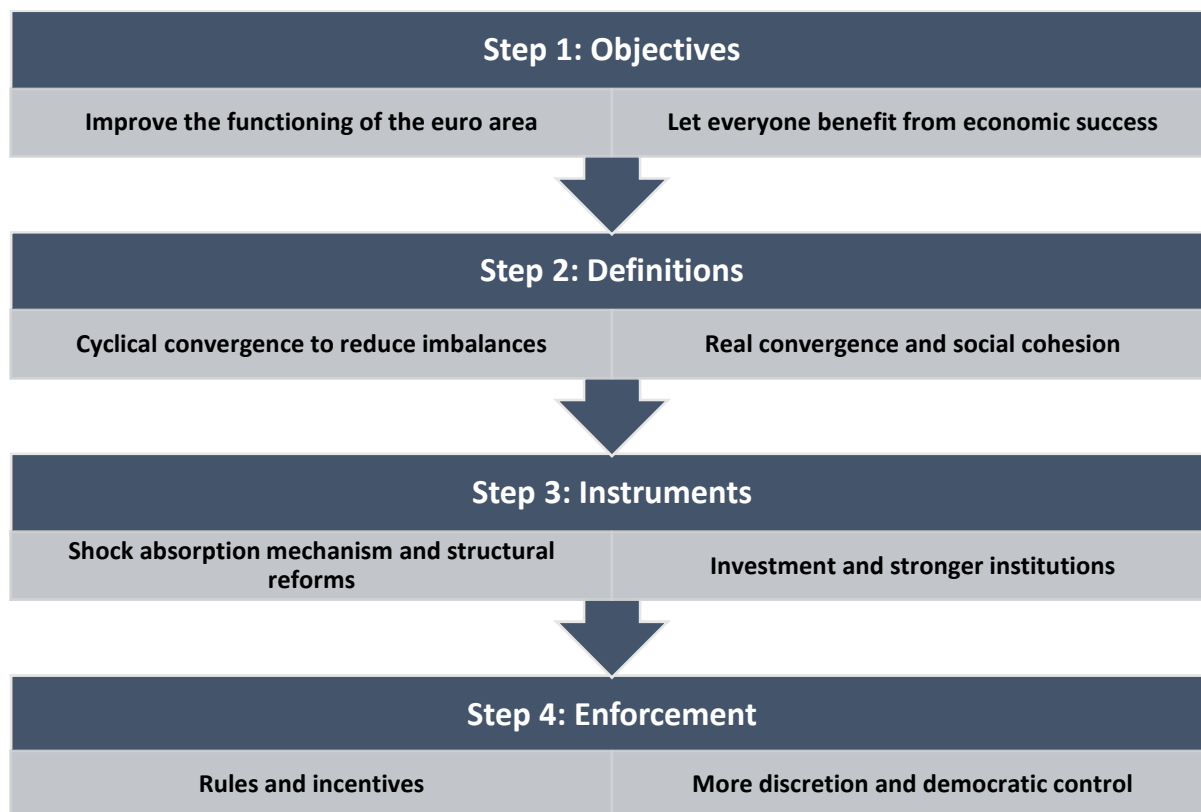 Step 1: Objectives
Improve the functioning of the euro area
Let everyone benefit from economic success
Step 2: Definitions
Cyclical convergence to reduce imbalances
Real convergence and social cohesion
Step 3: Instruments
Shock absorption mechanism and structural
reforms
Investment and stronger institutions
Step 4: Enforcement
Rules and incentives
More discretion and democratic control